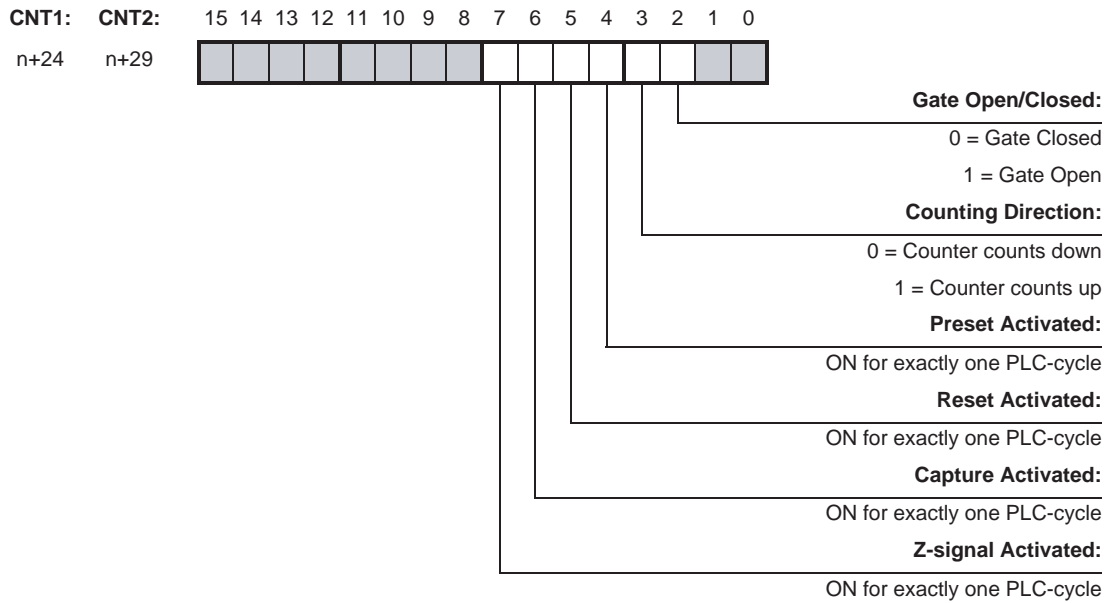 CNT1: CNT2: 15 14 13 12 11 10 9 8 7 6 5 4 3 2 1 0
n+24 n+29
Gate Open/Closed:
0 = Gate Closed
1 = Gate Open
Counting Direction:
0 = Counter counts down
1 = Counter counts up
Preset Activated:
ON for exactly one PLC-cycle
Reset Activated:
ON for exactly one PLC-cycle
Capture Activated:
ON for exactly one PLC-cycle
Z-signal Activated:
ON for exactly one PLC-cycle